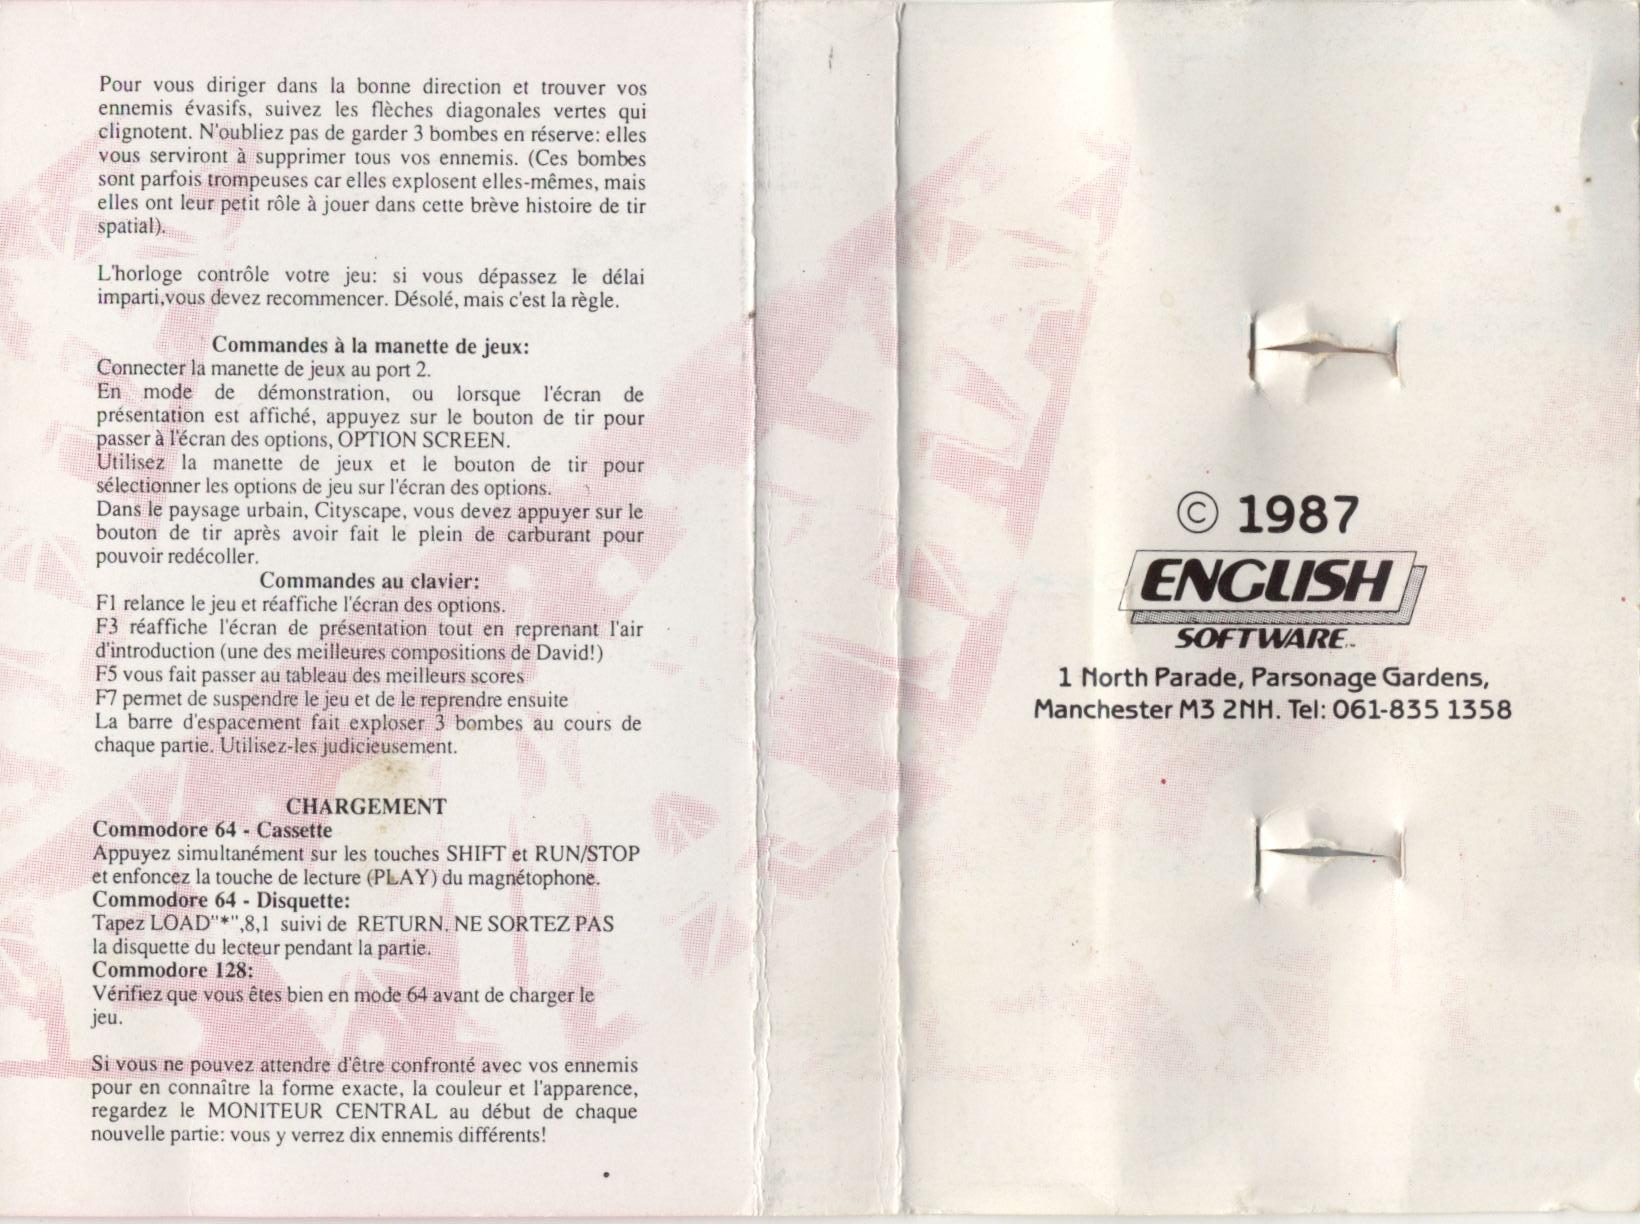 Pour vous diriger dans la bonne direction et trouver vos
ennemis évasifs, suivez les flèches diagonales vertes qui
clignotent. N'oubliez pas de garder 3 bombes en réserve: elles
vous serviront à supprimer tous vos ennemis. (Ces bombes
sont parfois trompeuses car elles explosent elles-mêmes, mais
elles ont leur petit rôle à jouer dans cette brève histoire de tir
spatial).
L'horloge contrôle votre jeu: si vous dépassez le délai
imparti,vous devez recommencer. Désolé, mais c'est la règle.
Commandes à la manette de jeux:
Connecter la manette de jeux au port 2.
En mode de démonstration, ou lorsque l'écran de
présentation est affiché, appuyez sur le bouton de tir pour
passer à l'écran des options, OPTION SCREEN.
Utilisez la manette de jeux et le bouton de tir pour
sélectionner les options de jeu sur l'écran des options.
Dans le paysage urbain, Cityscape, vous devez appuyer sur le
bouton de tir après avoir fait le plein de carburant pour
pouvoir redécoller.
Commandes au clavier:
F1 relance le jeu et réaffiche l'écran des options.
F3 réaffiche l'écran de présentation tout en reprenant l'air
d'introduction (une des meilleures compositions de David!)
F5 vous fait passer au tableau des meilleurs scores
F7 permet de suspendre le jeu et de le reprendre ensuite
La barre d'espacement fait exploser 3 bombes au cours de
chaque partie. Utilisez-les judicieusement.
CHARGEMENT
Commodore 64 - Cassette
Appuyez simultanément sur les touches SHIFT et RUN/STOP
et enfoncez la touche de lecture (PLAY) du magnétophone.
Commodore 64 - Disquette:
Tapez LOAD"*",8,1 suivi de RETURN. NE SORTEZ PAS
la disquette du lecteur pendant la partie.
Commodore 128:
Vérifiez que vous êtes bien en mode 64 avant de charger le
jeu.
Si vous ne pouvez attendre d'être confronté avec vos ennemis
pour en connaître la forme exacte, la couleur et l'apparence,
regardez le MONITEUR CENTRAL au début de chaque
nouvelle partie: vous y verrez dix ennemis différents!
© 1987
ENGLISH
SOFTWARE™
1 North Parade, Parsonage Gardens,
Manchester M3 2NH. Tel: 061-835 1358